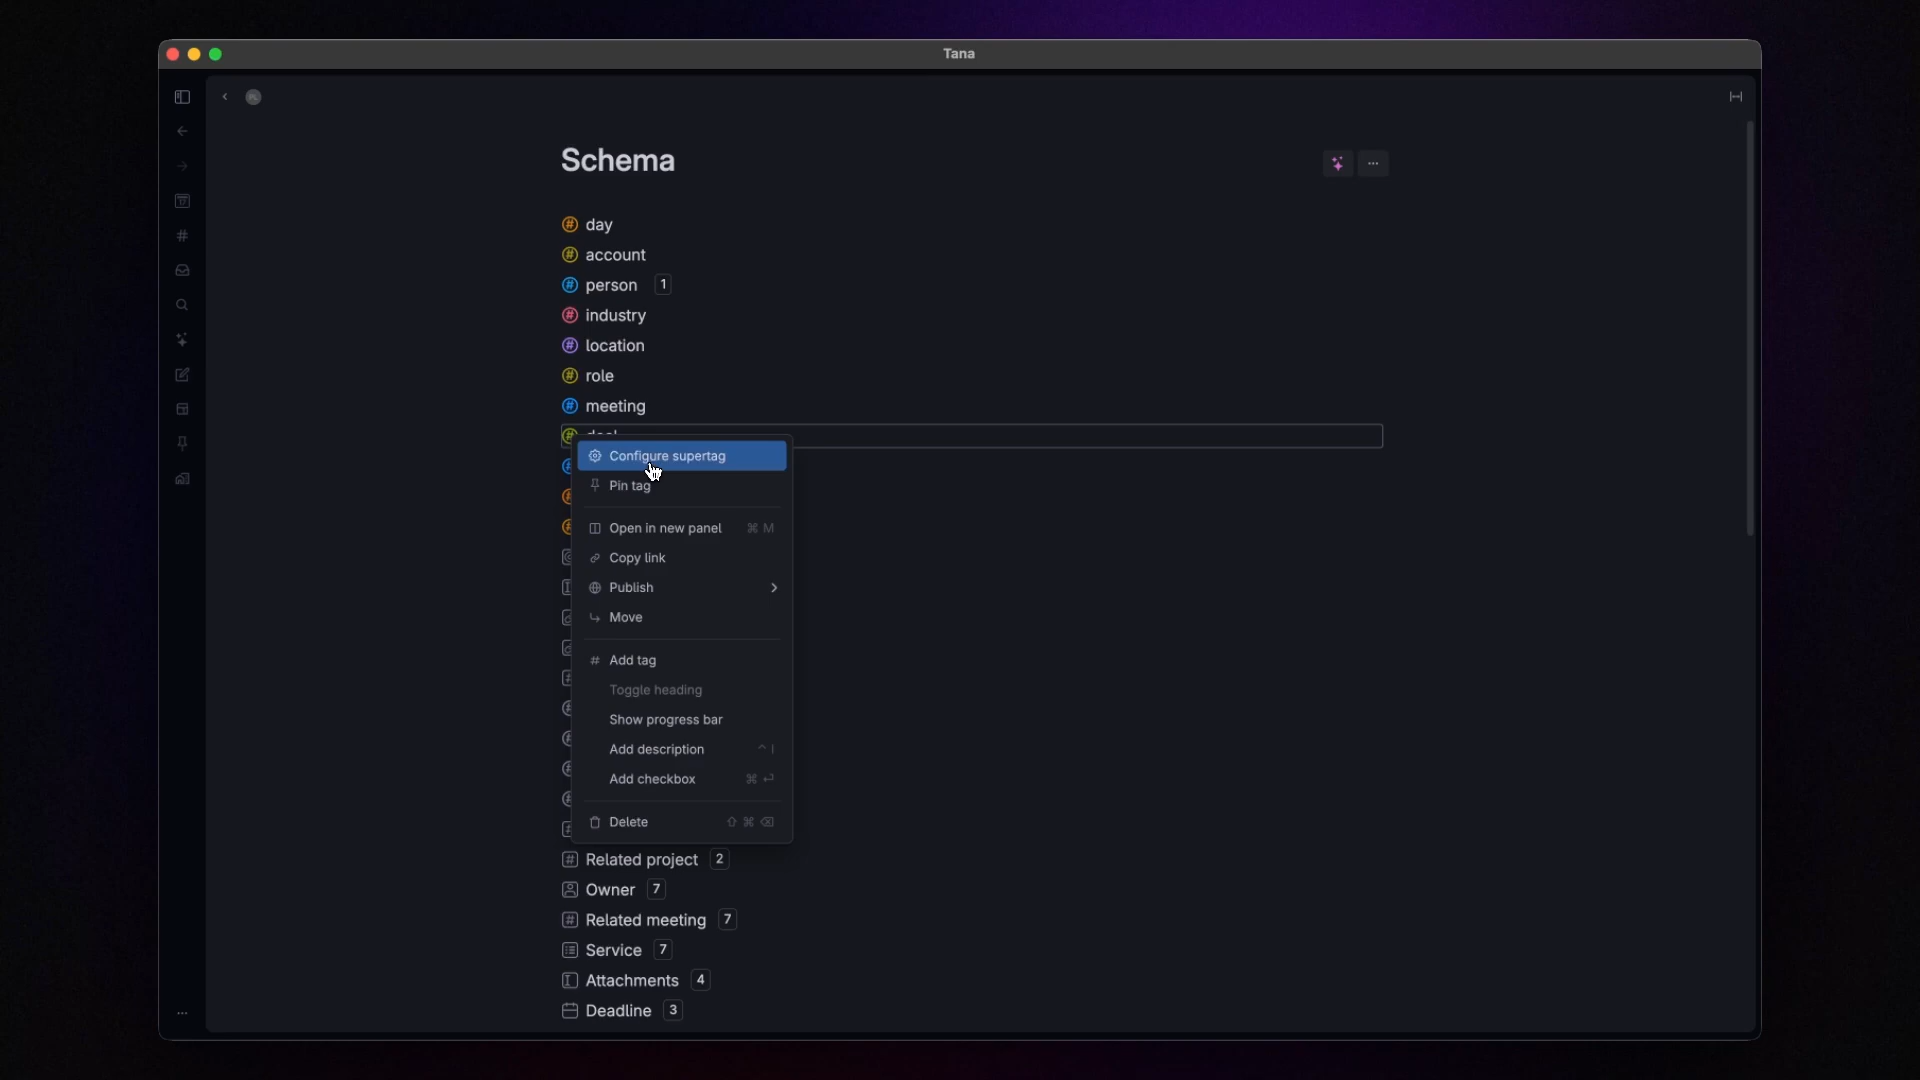 Tana
Schema
day
account
person 1
industry
location
role
meeting
Configure supertag
Pin tag
Open in new panel ⌘ M
Copy link
Publish
Move
# Add tag
Toggle heading
Show progress bar
Add description ^ I
Add checkbox ⌘ ⏎
Delete ⇧ ⌘ ⌫
Related project 2
Owner 7
Related meeting 7
Service 7
Attachments 4
Deadline 3